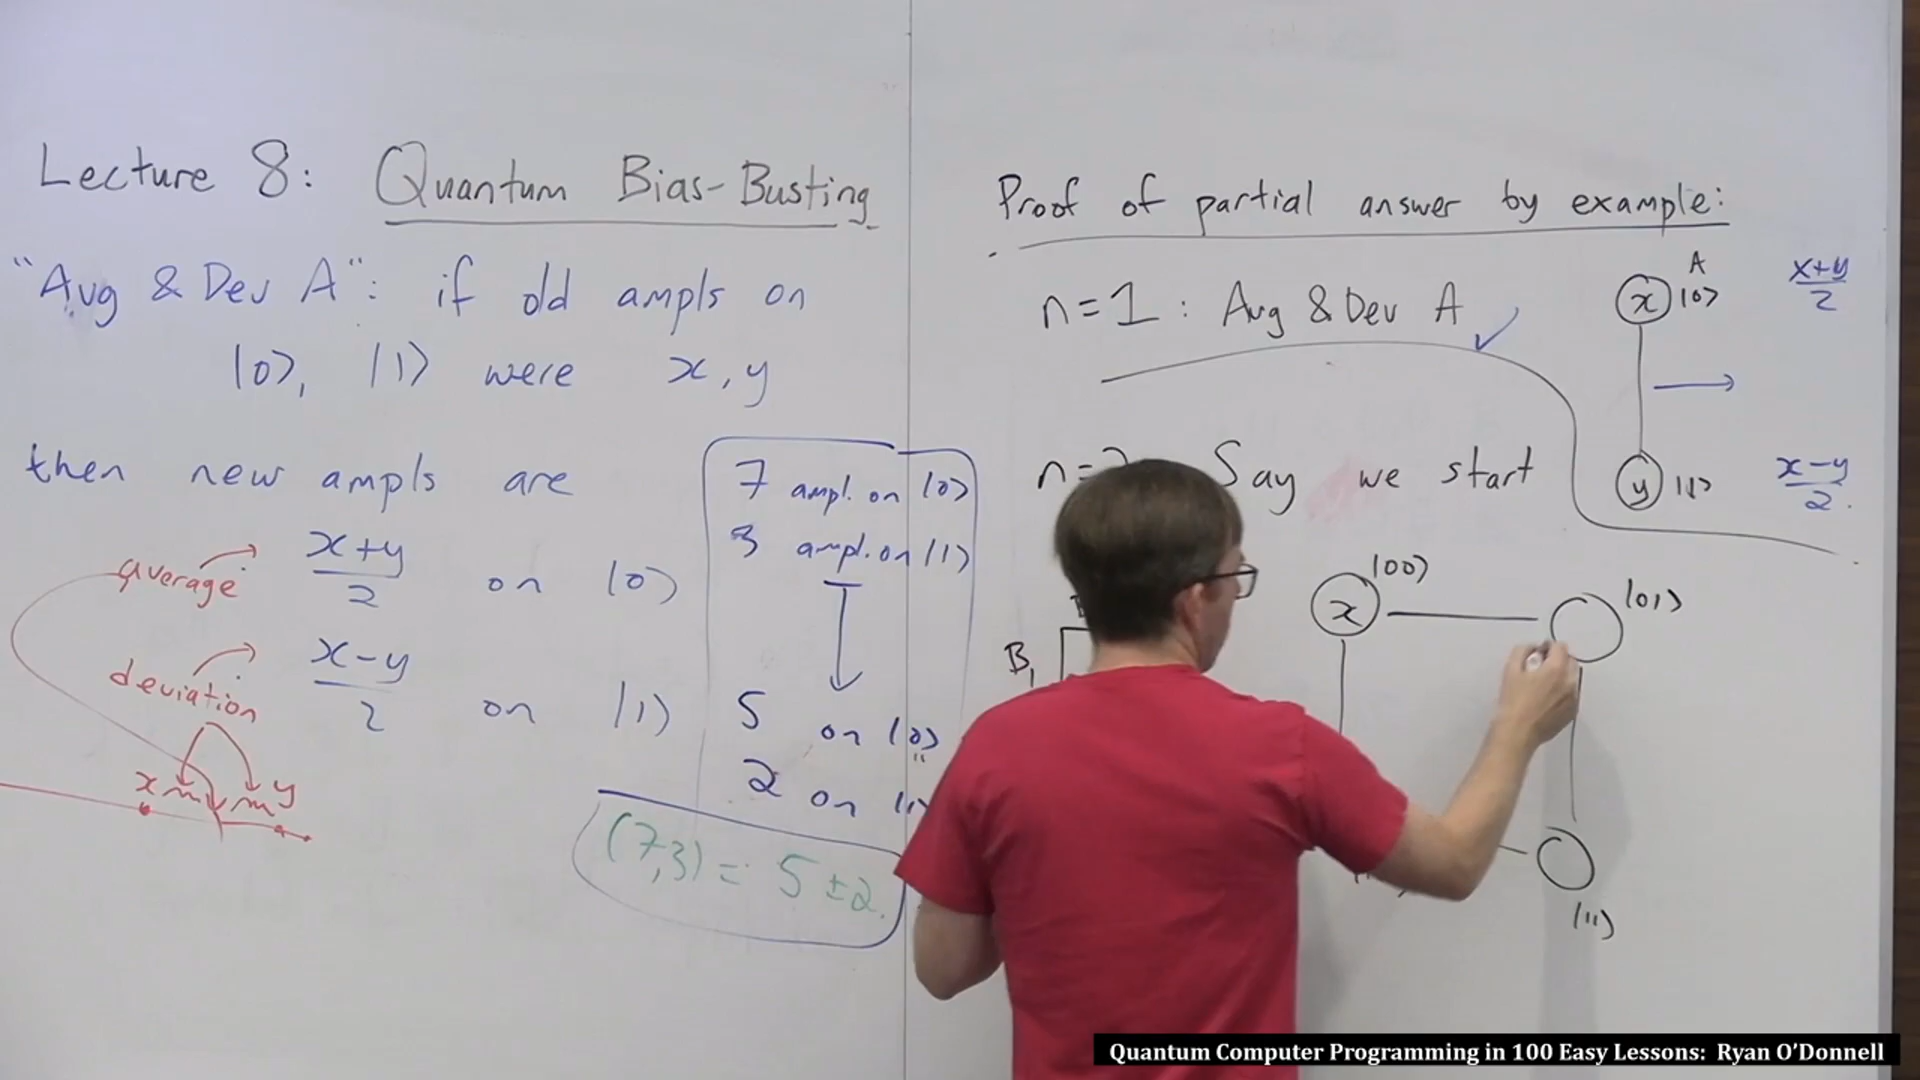 Lecture 8: Quantum Bias-Busting
"Avg & Dev A": if old ampls on
|0⟩, |1⟩ were x, y
then new ampls are
average x+y/2 on |0⟩
deviation x-y/2 on |1⟩
x y
7 ampl. on |0⟩
3 ampl. on |1⟩
5 on |0⟩
2 on
(7,3) = 5 ±2.
Proof of partial answer by example:
n=1: Avg & Dev A
A
x |0⟩ x+y/2
y |1⟩ x-y/2
Say we start
B₁
|00⟩
x
|01⟩
|11⟩
Quantum Computer Programming in 100 Easy Lessons: Ryan O'Donnell